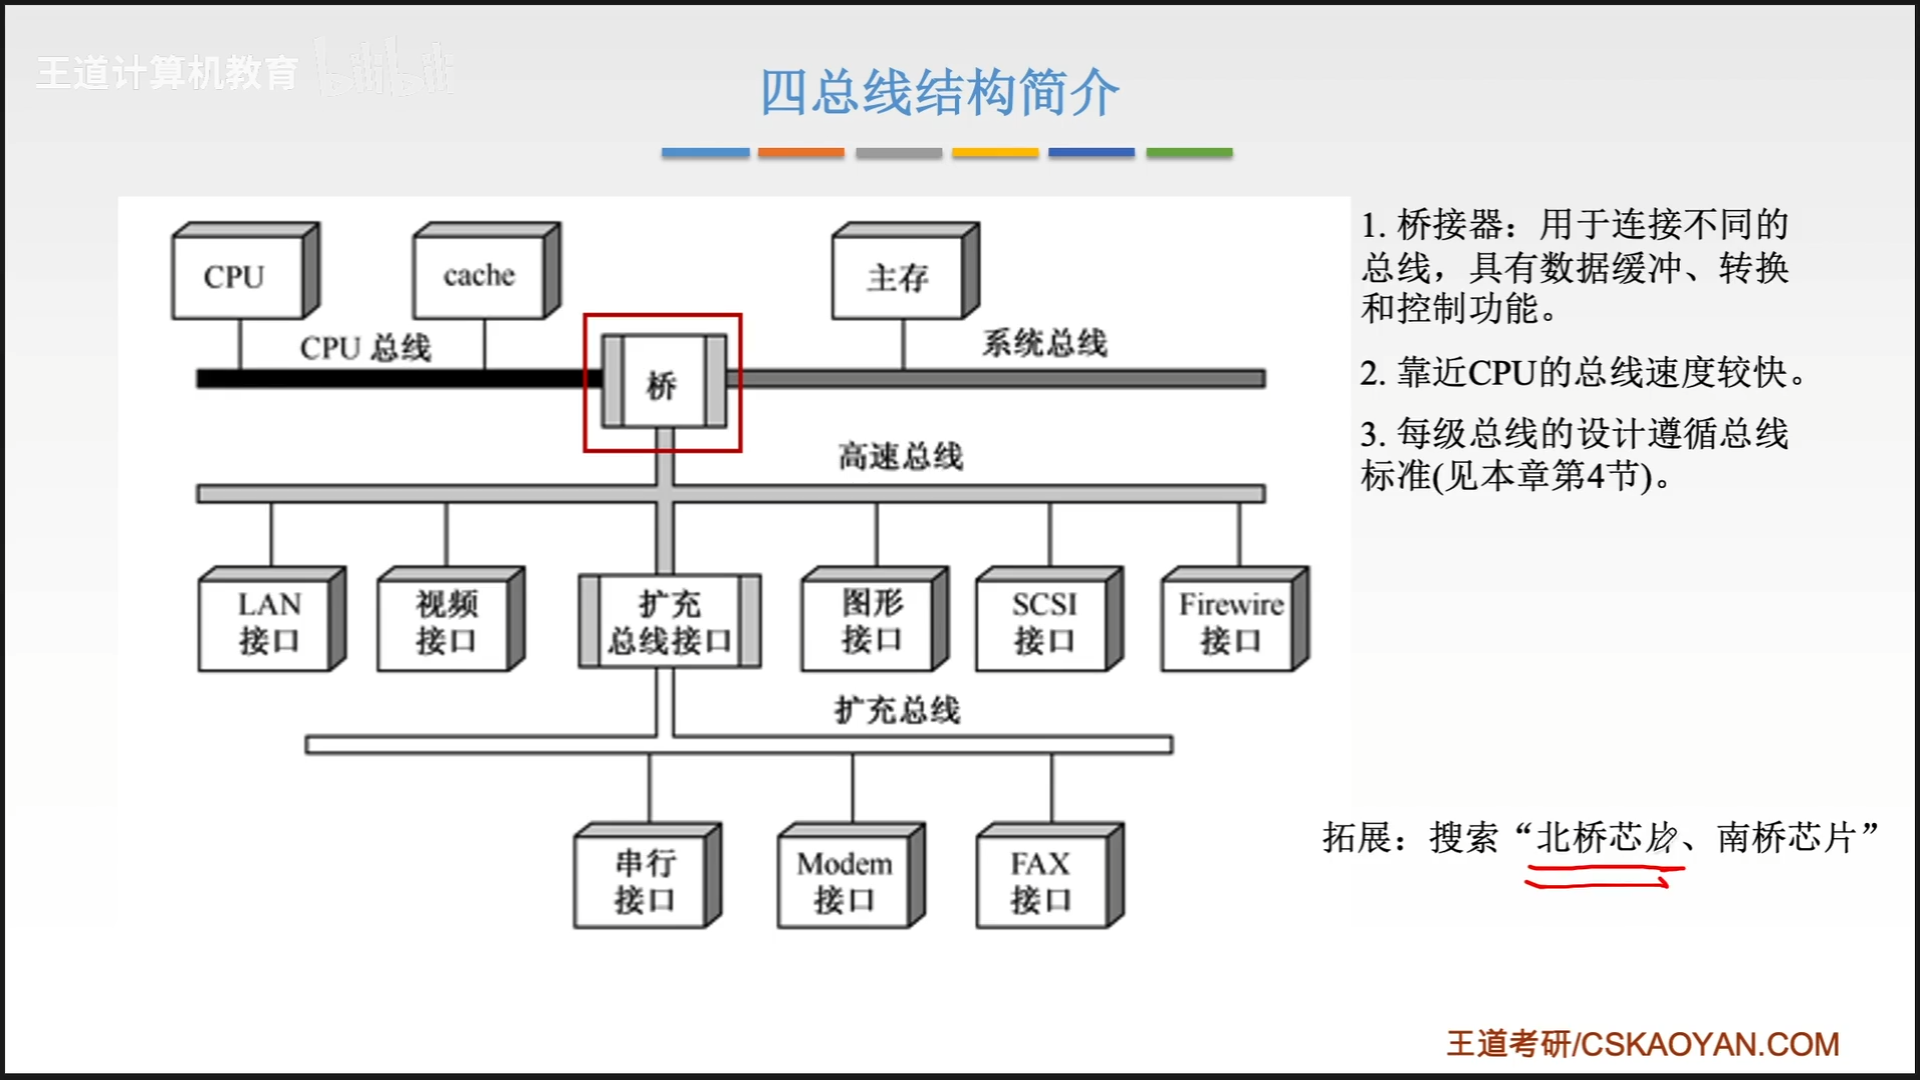 王道计算机教育 bilibili
四总线结构简介
CPU
cache
主存
CPU 总线
桥
系统总线
高速总线
LAN
接口
视频
接口
扩充
总线接口
图形
接口
SCSI
接口
Firewire
接口
扩充总线
串行
接口
Modem
接口
FAX
接口
1. 桥接器：用于连接不同的
总线，具有数据缓冲、转换
和控制功能。
2. 靠近CPU的总线速度较快。
3. 每级总线的设计遵循总线
标准(见本章第4节)。
拓展：搜索“北桥芯片、南桥芯片”
王道考研/CSKAOYAN.COM